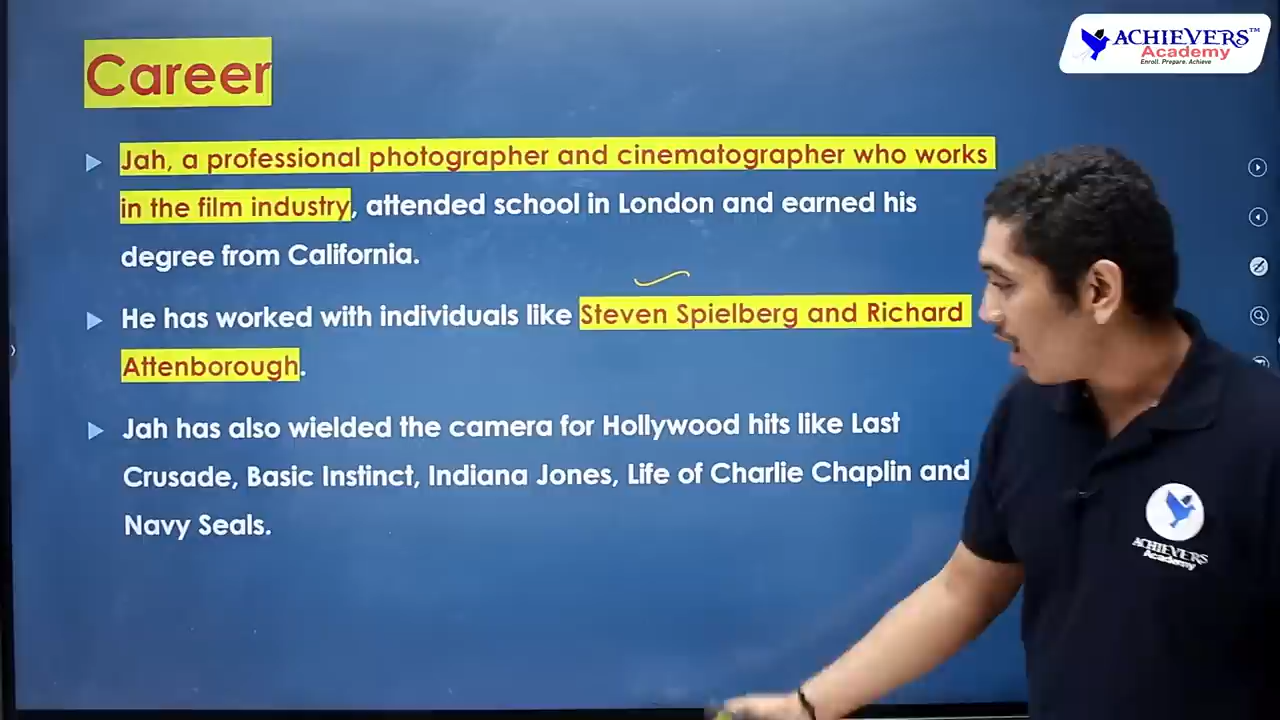 ACHIEVERS™
Academy
Enroll. Prepare. Achieve
Career
Jah, a professional photographer and cinematographer who works
in the film industry, attended school in London and earned his
degree from California.
He has worked with individuals like Steven Spielberg and Richard
Attenborough.
Jah has also wielded the camera for Hollywood hits like Last
Crusade, Basic Instinct, Indiana Jones, Life of Charlie Chaplin and
Navy Seals.
ACHIEVERS
Academy